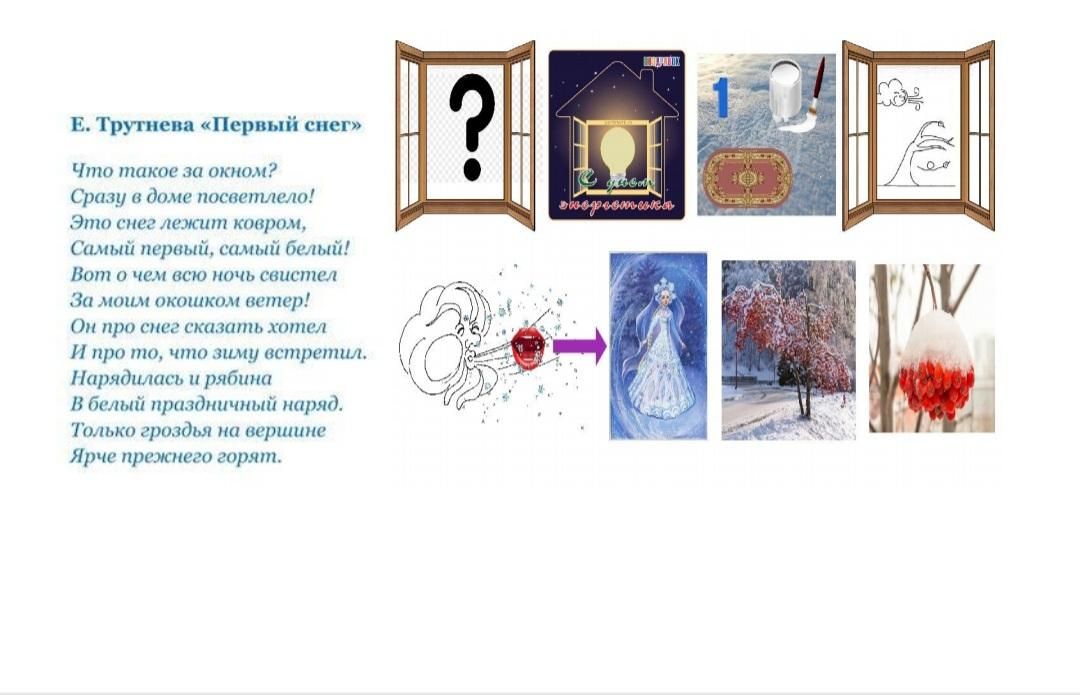 Е. Трутнева «Первый снег»
Что такое за окном?
Сразу в доме посветлело!
Это снег лежит ковром,
Самый первый, самый белый!
Вот о чем всю ночь свистел
За моим окошком ветер!
Он про снег сказать хотел
И про то, что зиму встретил.
Нарядилась и рябина
В белый праздничный наряд.
Только гроздья на вершине
Ярче прежнего горят.
?
С днем
энергетика
1